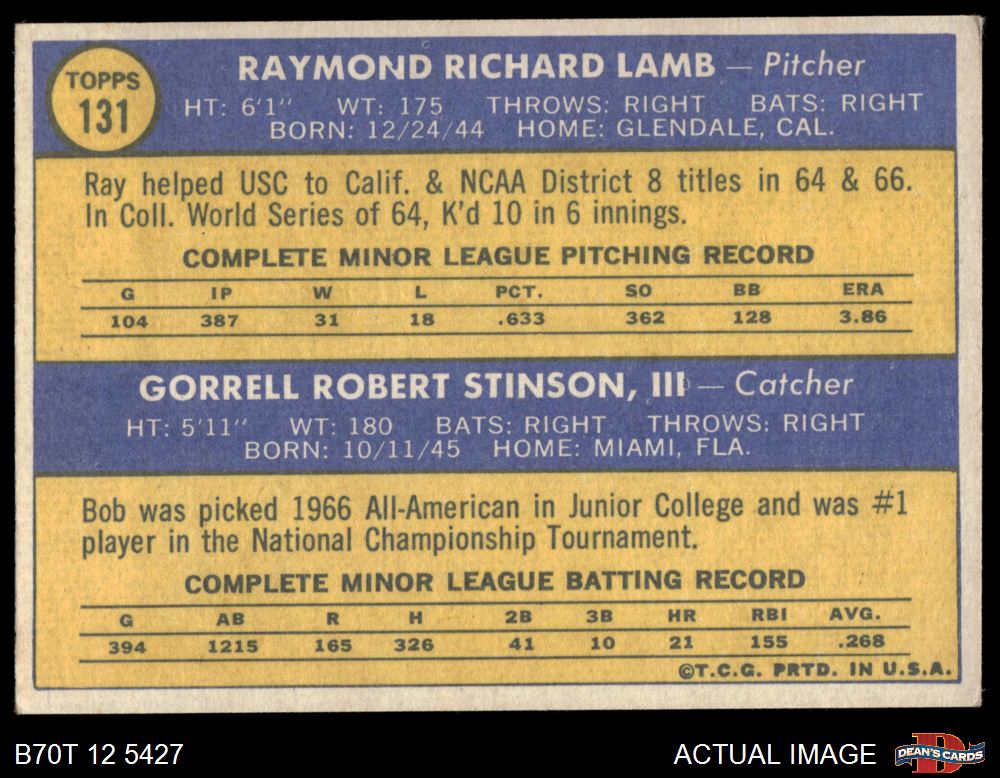 TOPPS
131
RAYMOND RICHARD LAMB — Pitcher
HT: 6'1" WT: 175 THROWS: RIGHT BATS: RIGHT
BORN: 12/24/44 HOME: GLENDALE, CAL.
Ray helped USC to Calif. & NCAA District 8 titles in 64 & 66.
In Coll. World Series of 64, K'd 10 in 6 innings.
COMPLETE MINOR LEAGUE PITCHING RECORD
G IP W L PCT. SO BB ERA
104 387 31 18 .633 362 128 3.86
GORRELL ROBERT STINSON, III — Catcher
HT: 5'11" WT: 180 BATS: RIGHT THROWS: RIGHT
BORN: 10/11/45 HOME: MIAMI, FLA.
Bob was picked 1966 All-American in Junior College and was #1
player in the National Championship Tournament.
COMPLETE MINOR LEAGUE BATTING RECORD
G AB R H 2B 3B HR RBI AVG.
394 1215 165 326 41 10 21 155 .268
©T.C.G. PRTD. IN U.S.A.
B70T 12 5427 ACTUAL IMAGE
D
DEAN'S CARDS